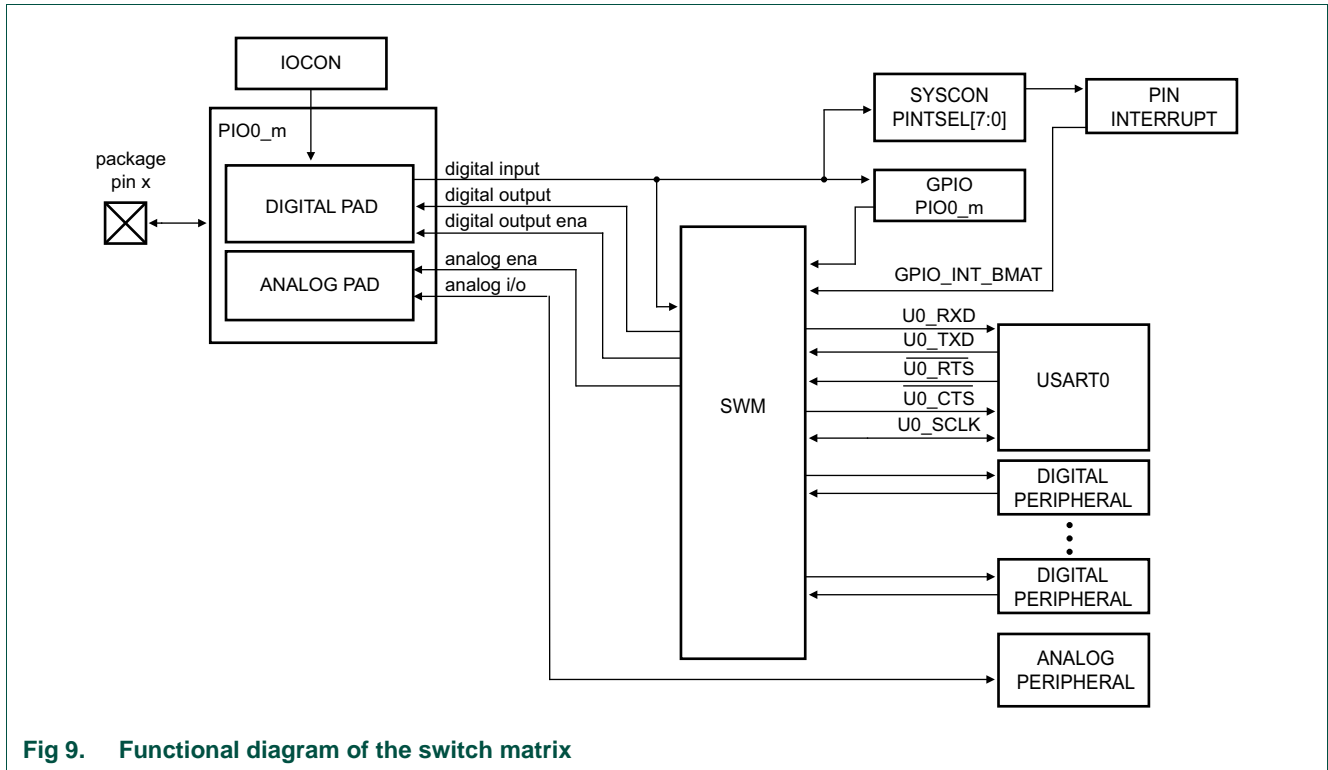 IOCON
PIO0_m
package
pin x
DIGITAL PAD
ANALOG PAD
digital input
digital output
digital output ena
analog ena
analog i/o
SYSCON
PINTSEL[7:0]
PIN
INTERRUPT
GPIO
PIO0_m
GPIO_INT_BMAT
SWM
U0_RXD
U0_TXD
U0_RTS
U0_CTS
U0_SCLK
USART0
DIGITAL
PERIPHERAL
DIGITAL
PERIPHERAL
ANALOG
PERIPHERAL
Fig 9. Functional diagram of the switch matrix